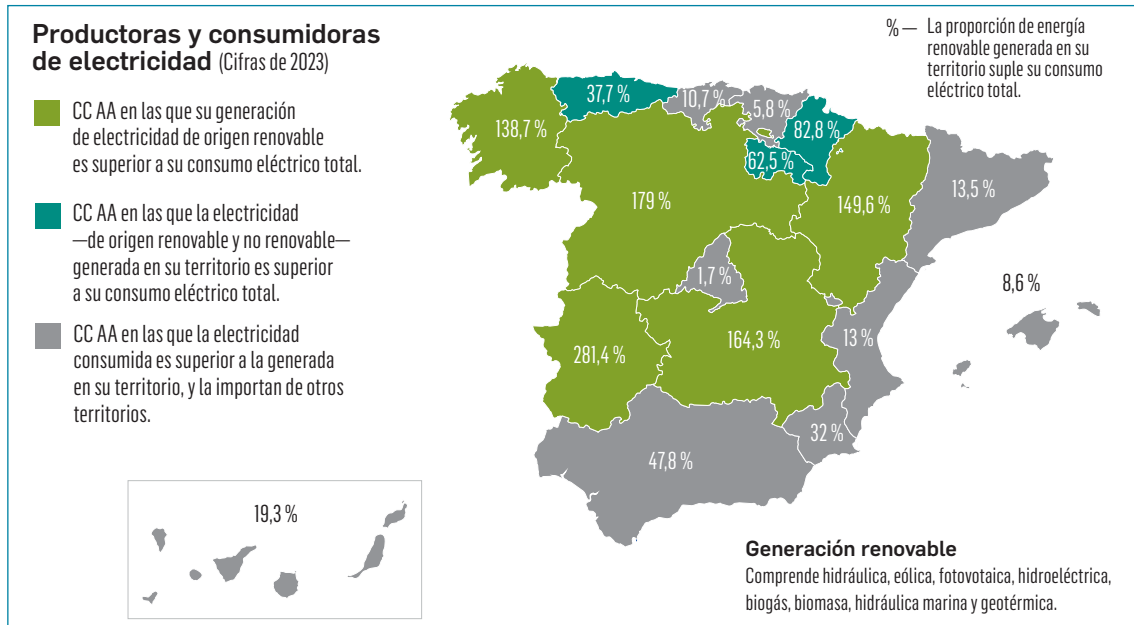 Productoras y consumidoras
de electricidad (Cifras de 2023)
CC AA en las que su generación
de electricidad de origen renovable
es superior a su consumo eléctrico total.
CC AA en las que la electricidad
—de origen renovable y no renovable—
generada en su territorio es superior
a su consumo eléctrico total.
CC AA en las que la electricidad
consumida es superior a la generada
en su territorio, y la importan de otros
territorios.
% — La proporción de energía
renovable generada en su
territorio suple su consumo
eléctrico total.
37,7 %
10,7 %
5,8 %
138,7 %
82,8 %
62,5 %
179 %
149,6 %
13,5 %
1,7 %
8,6 %
281,4 %
164,3 %
13 %
32 %
47,8 %
19,3 %
Generación renovable
Comprende hidráulica, eólica, fotovotaica, hidroeléctrica,
biogás, biomasa, hidráulica marina y geotérmica.